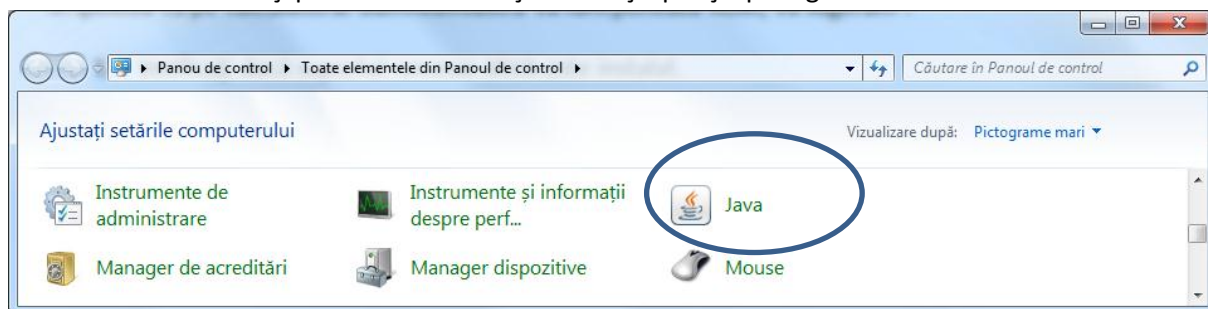 Panou de control ▸ Toate elementele din Panoul de control ▸
Căutare în Panoul de control
Ajustați setările computerului
Vizualizare după: Pictograme mari
Instrumente de
administrare
Instrumente și informații
despre perf...
Java
Manager de acreditări
Manager dispozitive
Mouse